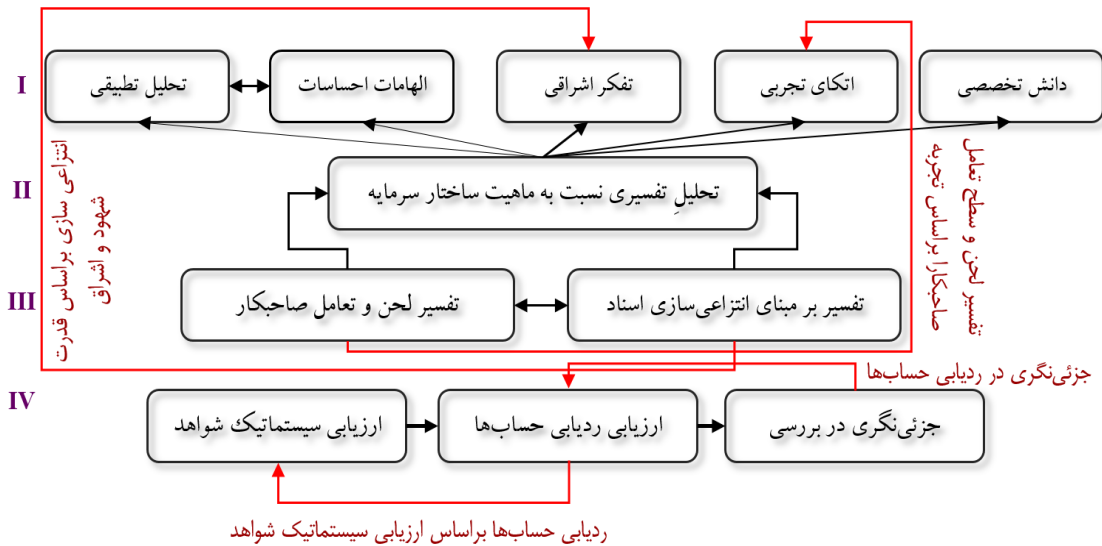 I
دانش تخصصی
اتکای تجربی
تفکر اشراقی
الهامات احساسات
تحلیل تطبیقی
II
تحلیلِ تفسیری نسبت به ماهیت ساختار سرمایه
III
تفسیر بر مبنای انتزاعی‌سازی اسناد
تفسیر لحن و تعامل صاحبکار
تفسیر لحن و سطح تعامل
صاحبکارا براساس تجربه
انتزاعی سازی براساس قدرت
شهود و اشراق
جزئی‌نگری در ردیابی حساب‌ها
IV
جزئی‌نگری در بررسی
ارزیابی ردیابی حساب‌ها
ارزیابی سیستماتیک شواهد
ردیابی حساب‌ها براساس ارزیابی سیستماتیک شواهد